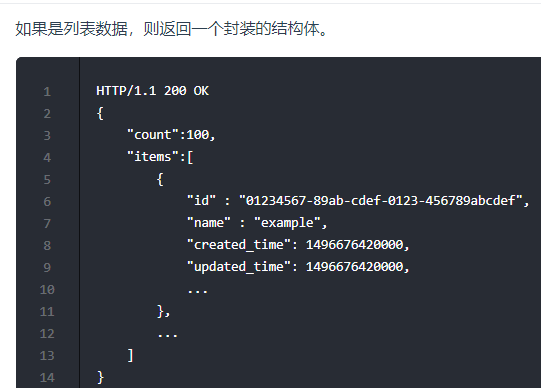 如果是列表数据，则返回一个封装的结构体。
1 HTTP/1.1 200 OK
2 {
3 "count":100,
4 "items":[
5 {
6 "id" : "01234567-89ab-cdef-0123-456789abcdef",
7 "name" : "example",
8 "created_time": 1496676420000,
9 "updated_time": 1496676420000,
10 ...
11 },
12 ...
13 ]
14 }